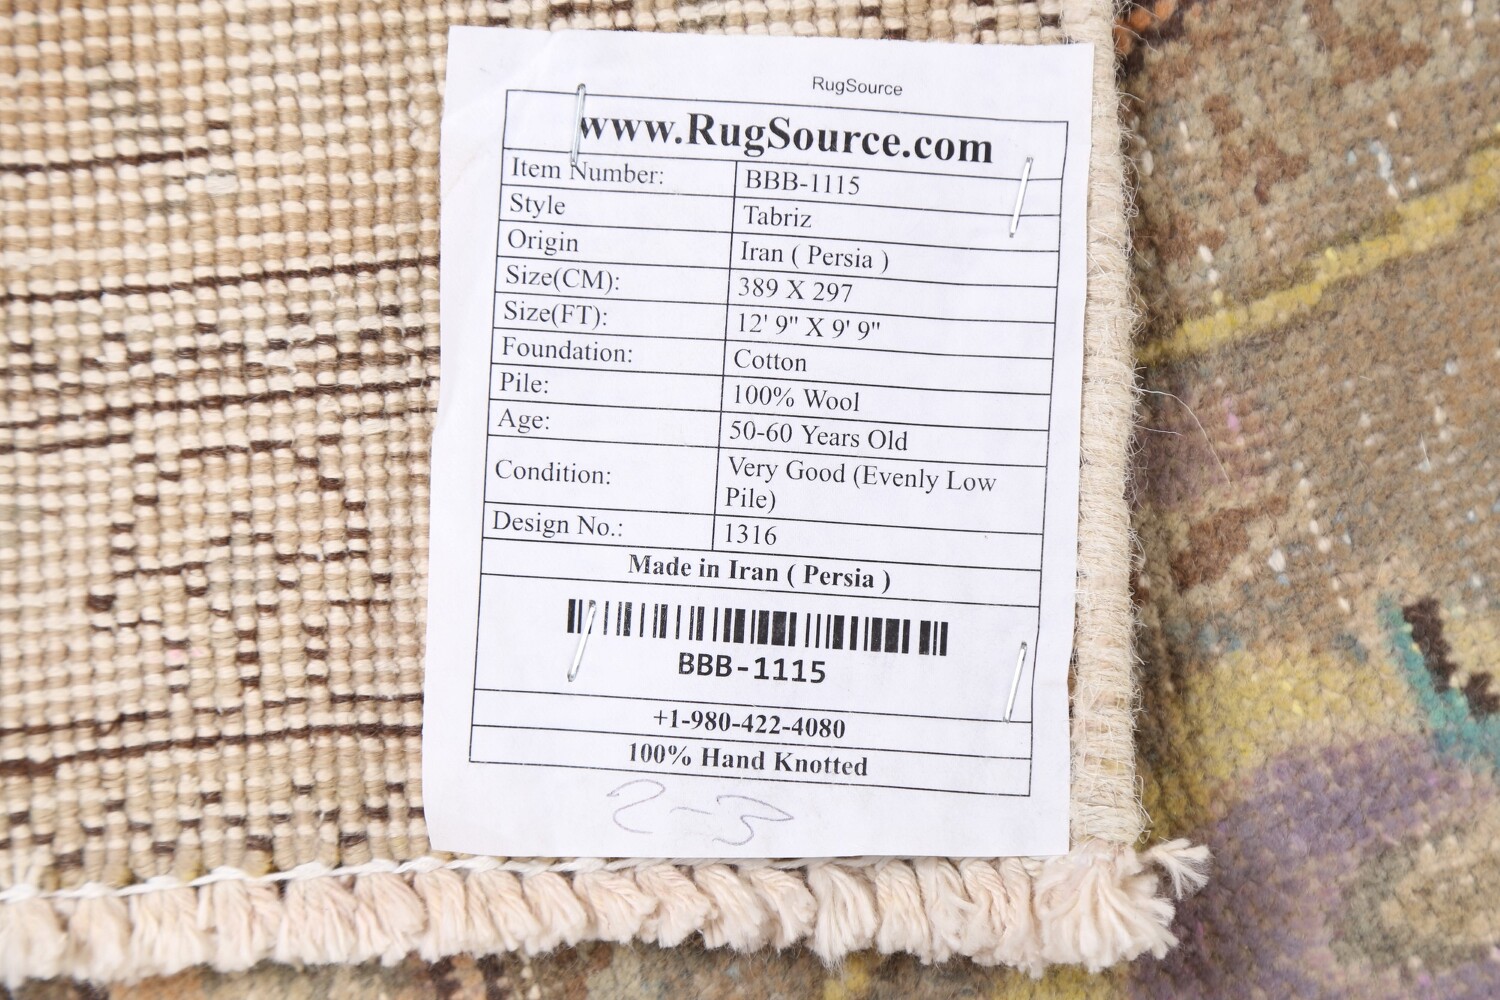 RugSource
www.RugSource.com
Item Number: BBB-1115
Style Tabriz
Origin Iran ( Persia )
Size(CM): 389 X 297
Size(FT): 12' 9" X 9' 9"
Foundation: Cotton
Pile: 100% Wool
Age: 50-60 Years Old
Condition: Very Good (Evenly Low
Pile)
Design No.: 1316
Made in Iran ( Persia )
BBB-1115
+1-980-422-4080
100% Hand Knotted
2-3